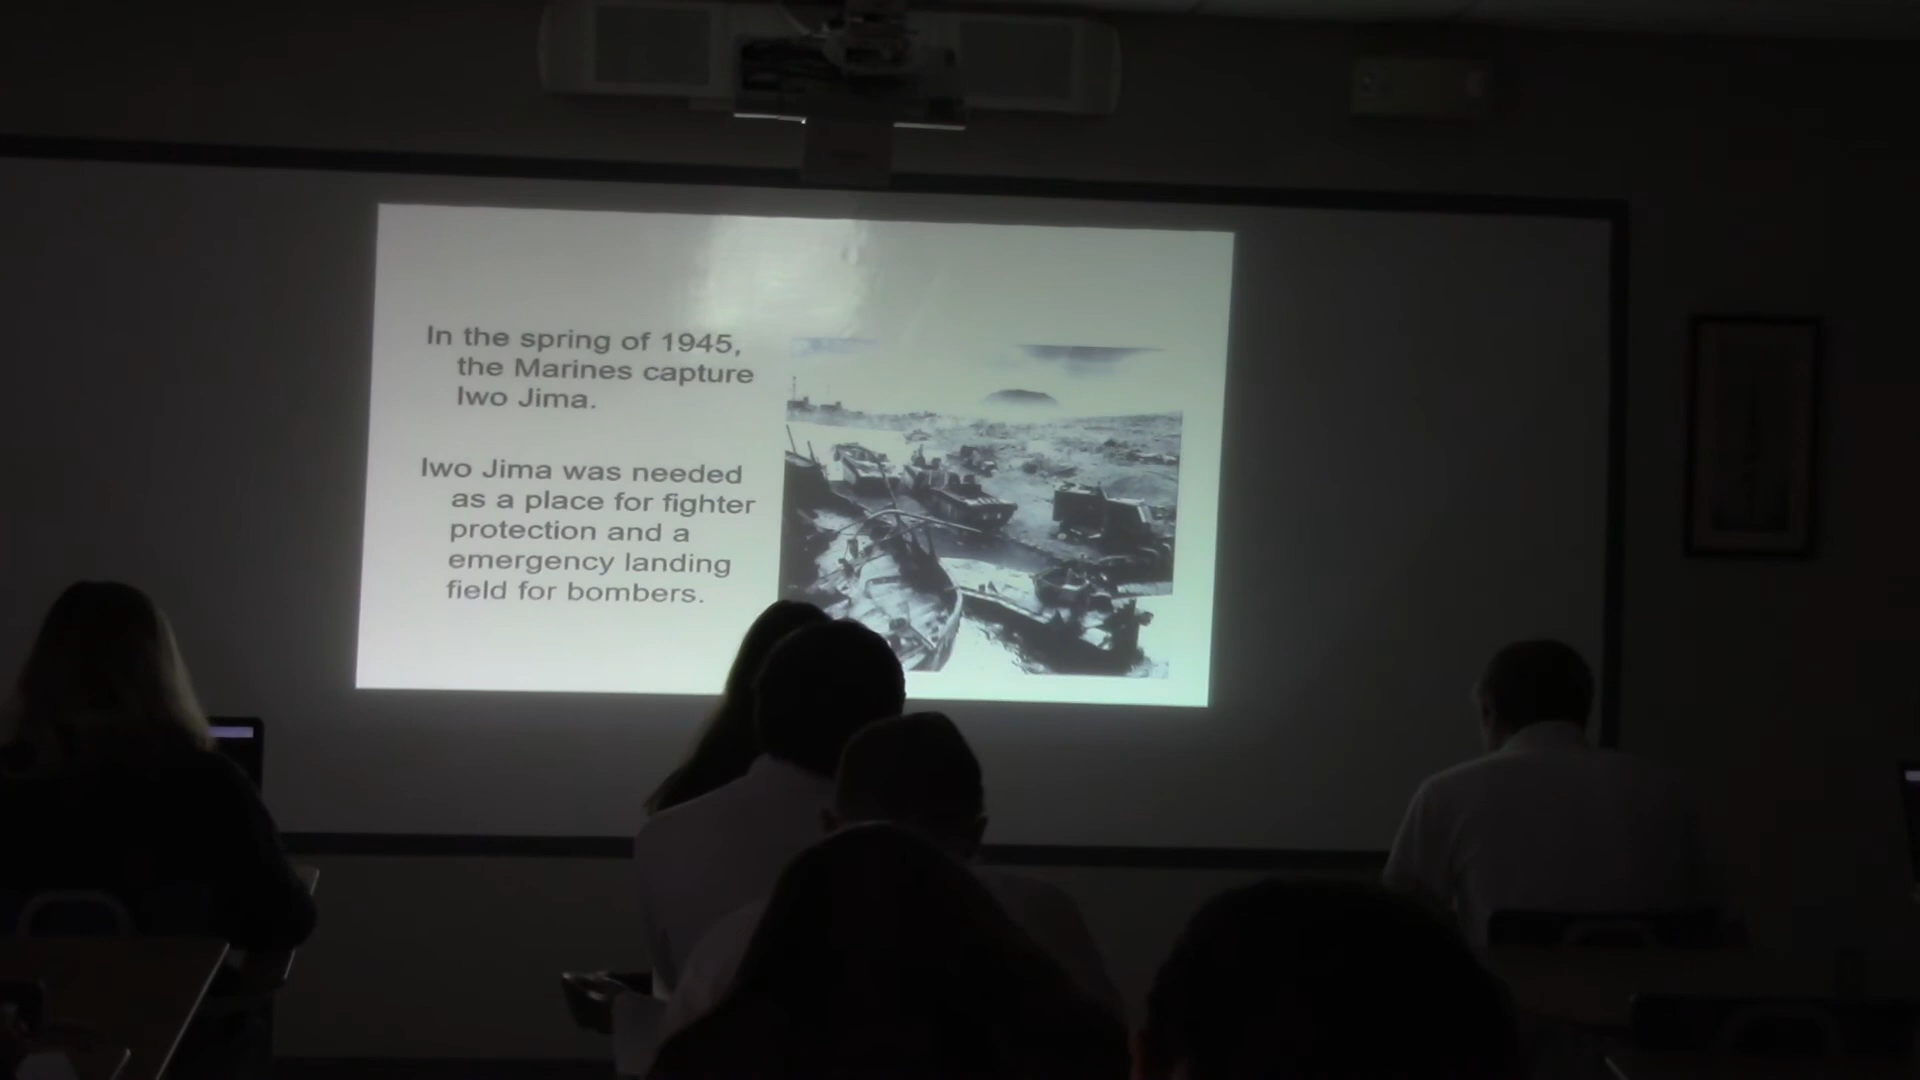 In the spring of 1945,
the Marines capture
Iwo Jima.
Iwo Jima was needed
as a place for fighter
protection and a
emergency landing
field for bombers.